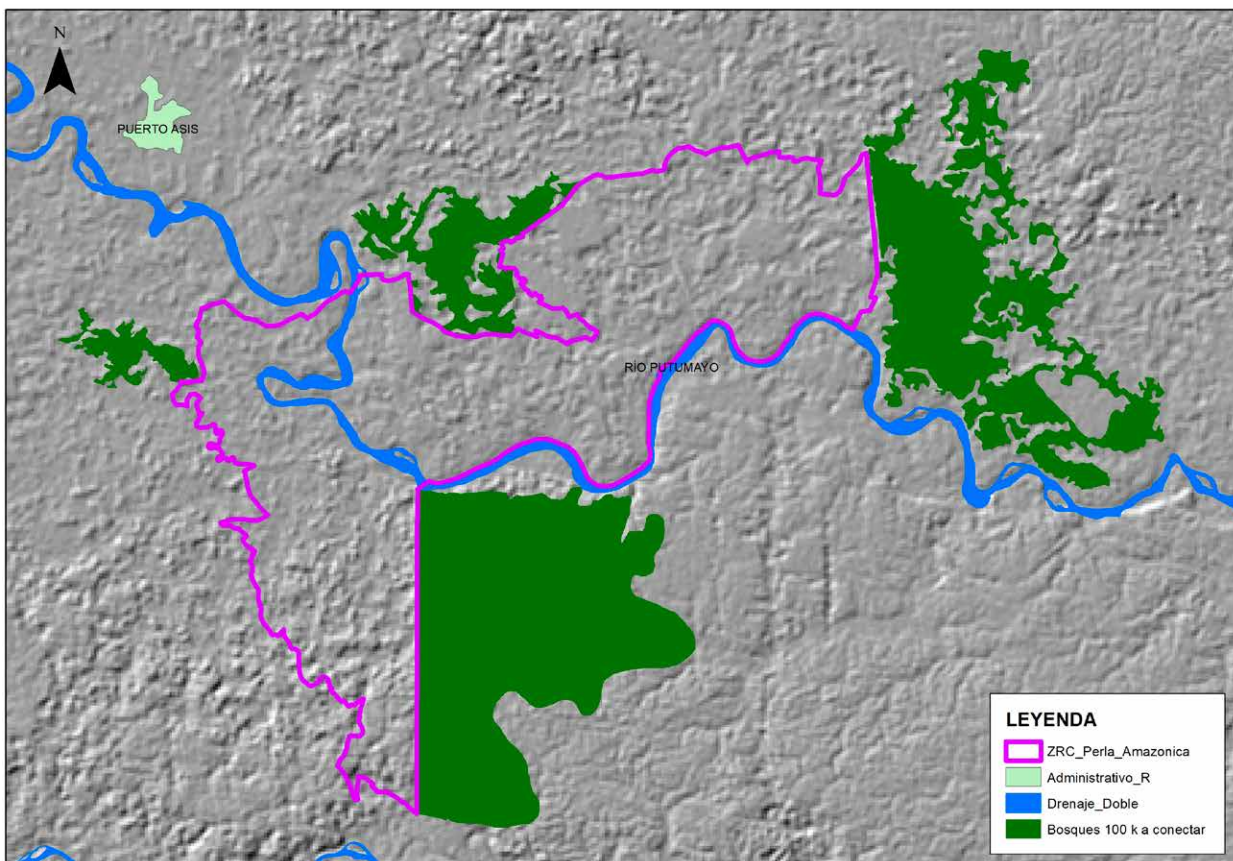 N
PUERTO ASIS
RÍO PUTUMAYO
LEYENDA
ZRC_Perla_Amazonica
Administrativo_R
Drenaje_Doble
Bosques 100 k a conectar